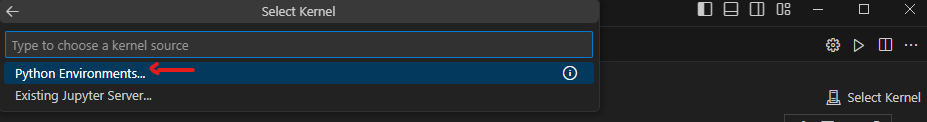 Select Kernel
Type to choose a kernel source
Python Environments...
Existing Jupyter Server...
Select Kernel